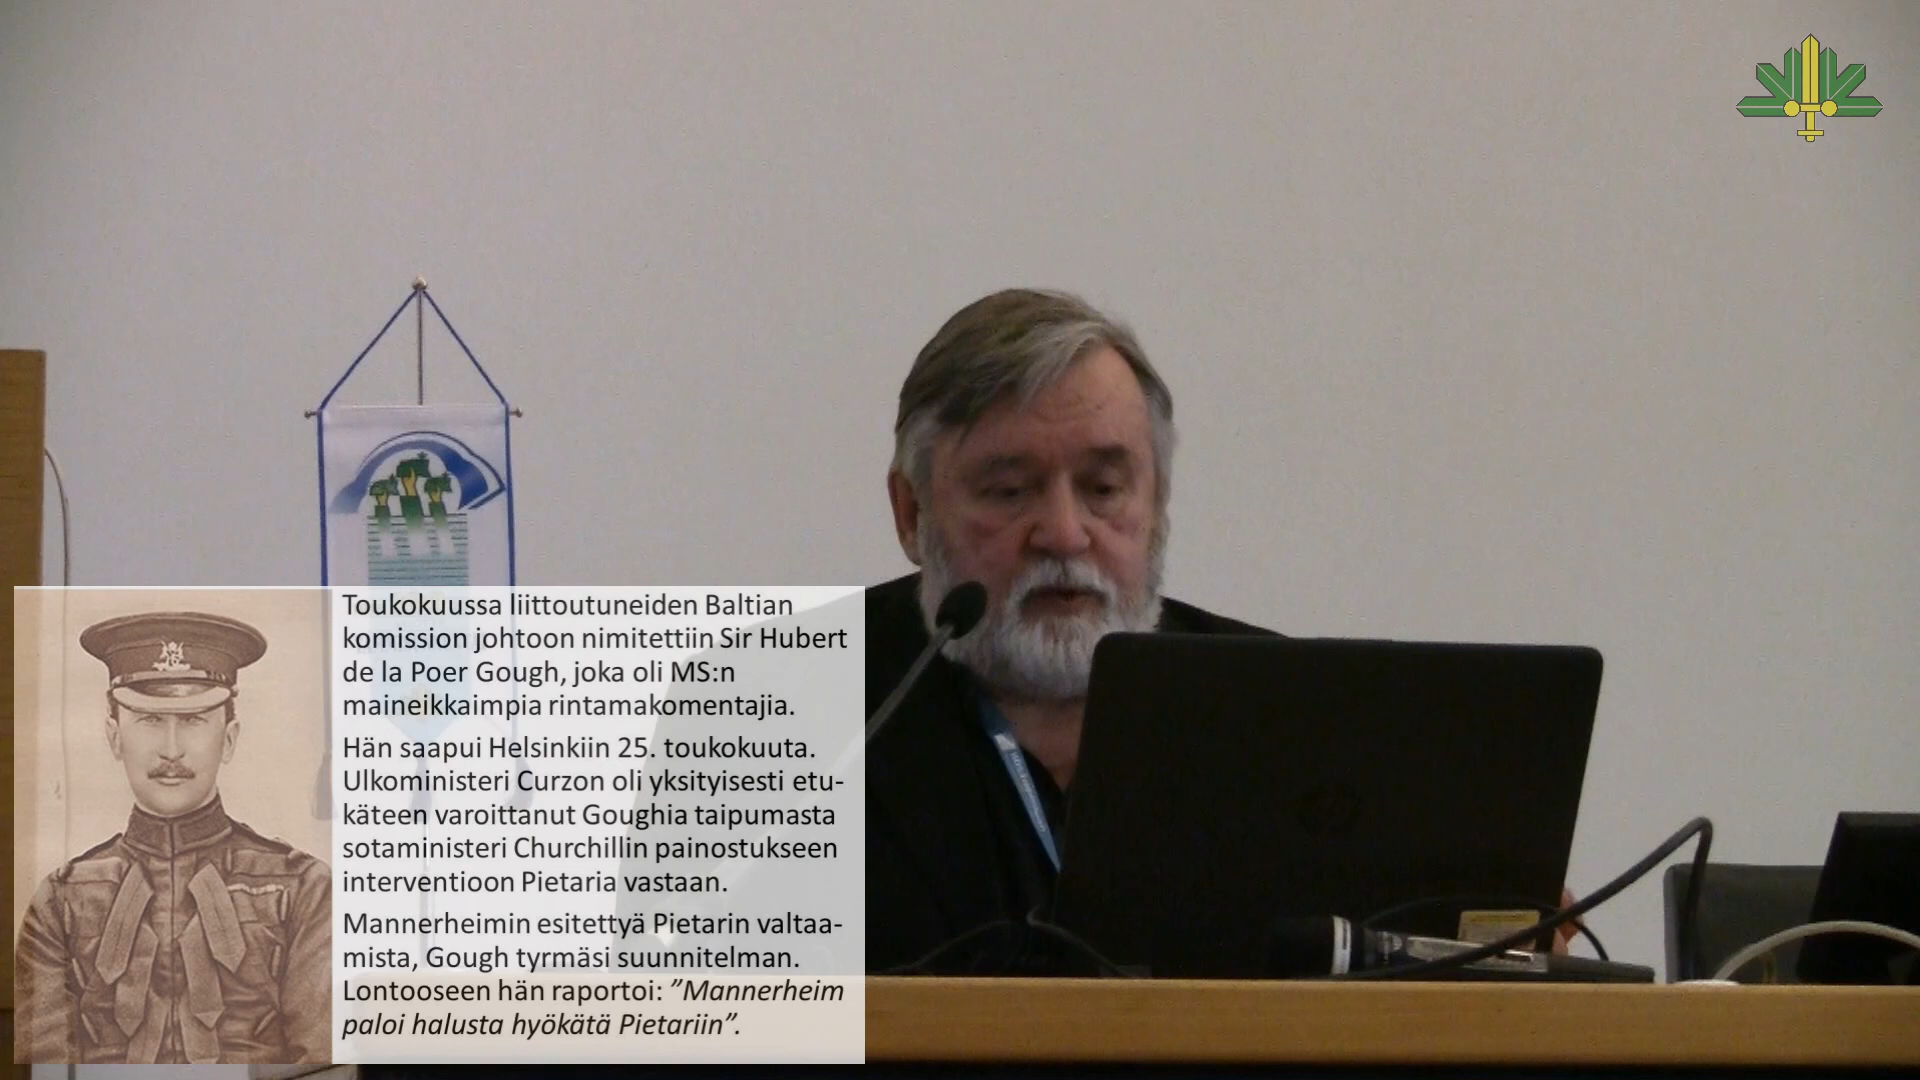 Toukokuussa liittoutuneiden Baltian
komission johtoon nimitettiin Sir Hubert
de la Poer Gough, joka oli MS:n
maineikkaimpia rintamakomentajia.
Hän saapui Helsinkiin 25. toukokuuta.
Ulkoministeri Curzon oli yksityisesti etu-
käteen varoittanut Goughia taipumasta
sotaministeri Churchillin painostukseen
interventioon Pietaria vastaan.
Mannerheimin esitettyä Pietarin valtaa-
mista, Gough tyrmäsi suunnitelman.
Lontooseen hän raportoi: ”Mannerheim
paloi halusta hyökätä Pietariin”.